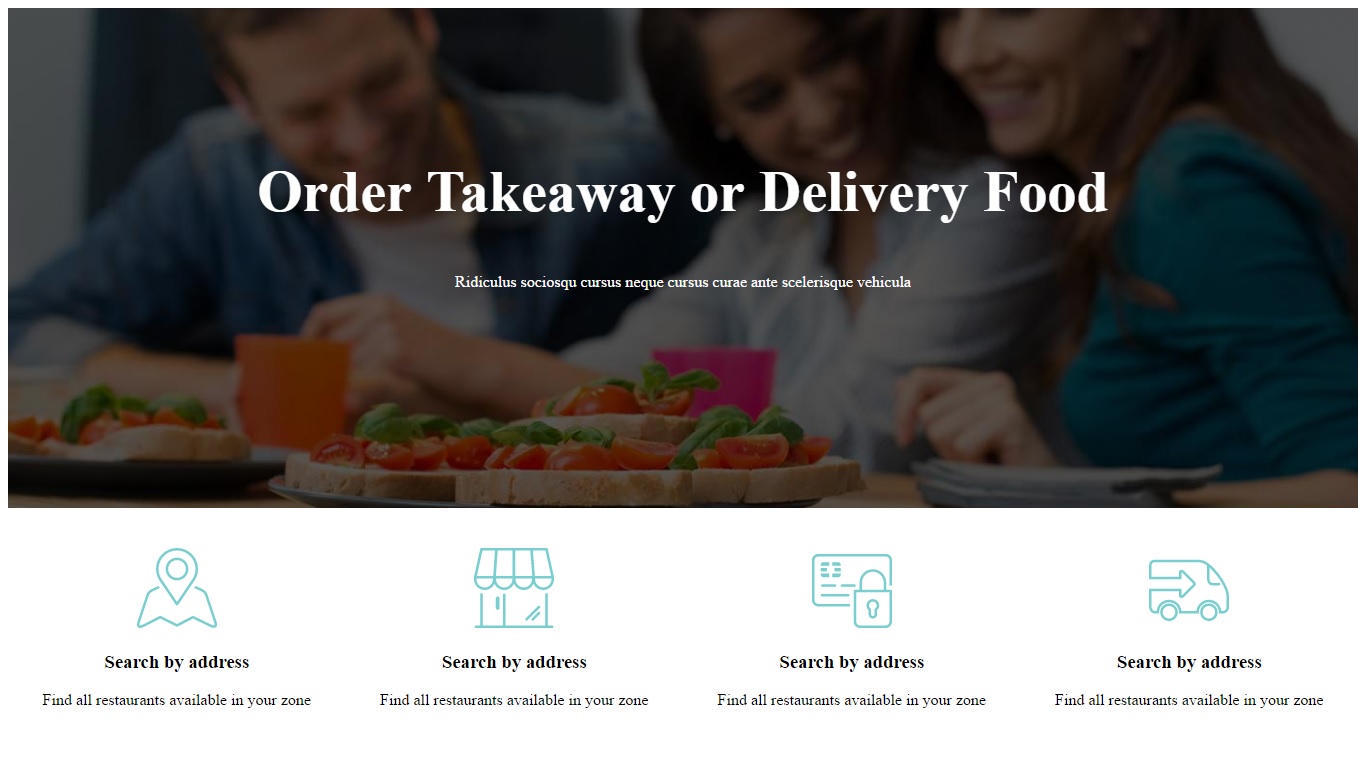 Order Takeaway or Delivery Food
Ridiculus sociosqu cursus neque cursus curae ante scelerisque vehicula
Search by address
Find all restaurants available in your zone
Search by address
Find all restaurants available in your zone
Search by address
Find all restaurants available in your zone
Search by address
Find all restaurants available in your zone